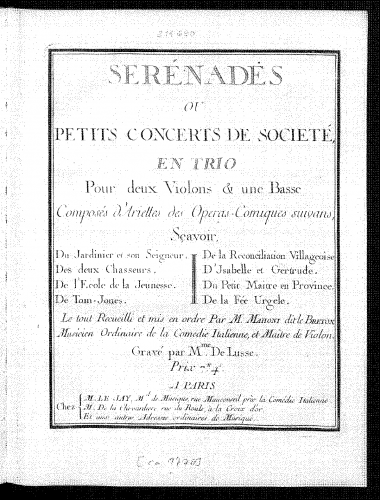 SERÉNADES
OU
PETITS CONCERTS DE SOCIETÉ,
EN TRIO
Pour deux Violons & une Basse
Composés d'Ariettes des Operas-Comiques suivans,
Sçavoir,
Du Jardinier et son Seigneur.
Des deux Chasseurs.
De l'Ecole de la Jeunesse.
De Tom-Jones.
De la Reconciliation Villageoise
D'Isabelle et Gertrude.
Du Petit Maitre en Province.
De la Fée Urgele.
Le tout Recueilli et mis en ordre Par M. Mahoni dit le Breton
Musicien Ordinaire de la Comédie Italienne, et Maitre de Violon.
Gravé par Mme. De Lusse.
Prix 7# 4s
A PARIS
Chez
M. LE JAY, Md. de Musique, rue Mauconseil près la Comédie Italienne
M. De la Chevardiere rue du Roule, à la Croix d'or.
Et aux autres Adresses ordinaires de Musique.